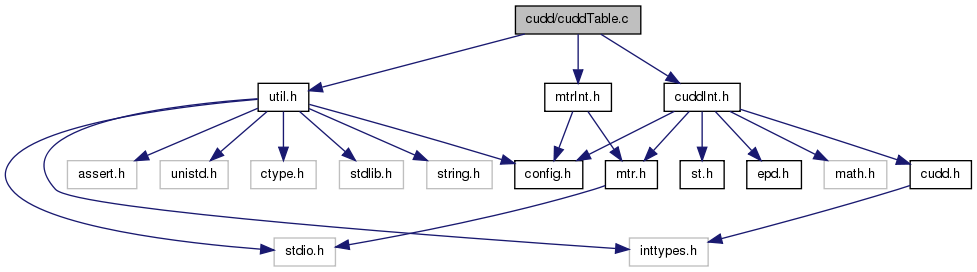 cudd/cuddTable.c
util.h
mtrInt.h
cuddInt.h
assert.h
unistd.h
ctype.h
stdlib.h
string.h
config.h
mtr.h
st.h
epd.h
math.h
cudd.h
stdio.h
inttypes.h